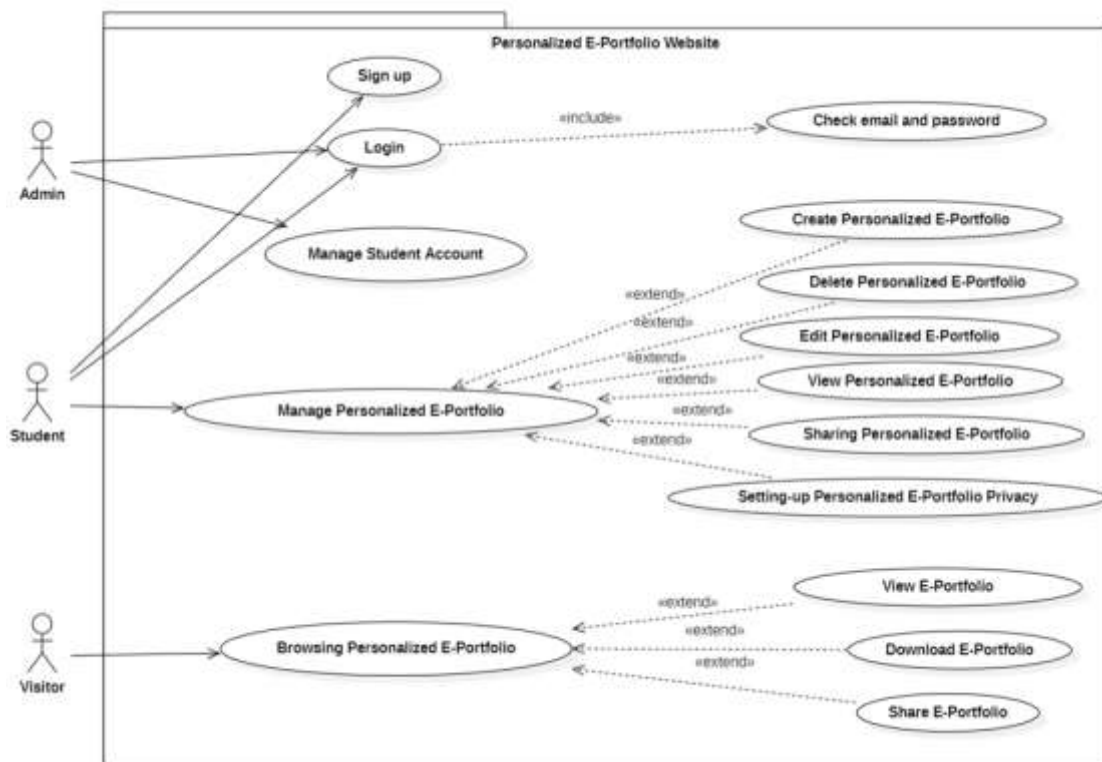 Personalized E-Portfolio Website
Sign up
«include»
Check email and password
Login
Admin
Create Personalized E-Portfolio
Manage Student Account
Delete Personalized E-Portfolio
«extend»
«extend»
Edit Personalized E-Portfolio
«extend»
View Personalized E-Portfolio
«extend»
Manage Personalized E-Portfolio
«extend»
Student
Sharing Personalized E-Portfolio
«extend»
Setting-up Personalized E-Portfolio Privacy
View E-Portfolio
«extend»
«extend»
Browsing Personalized E-Portfolio
Download E-Portfolio
«extend»
Visitor
Share E-Portfolio